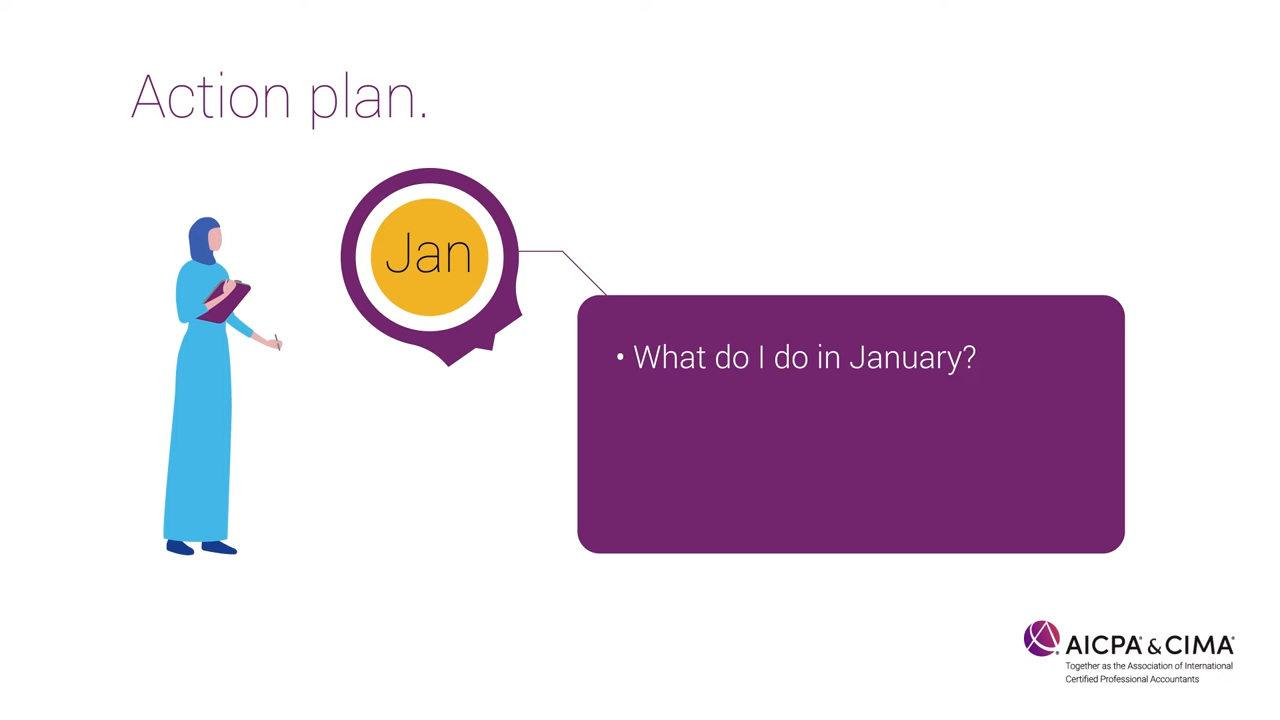 Action plan.
Jan
• What do I do in January?
AICPA® & CIMA®
Together as the Association of International
Certified Professional Accountants